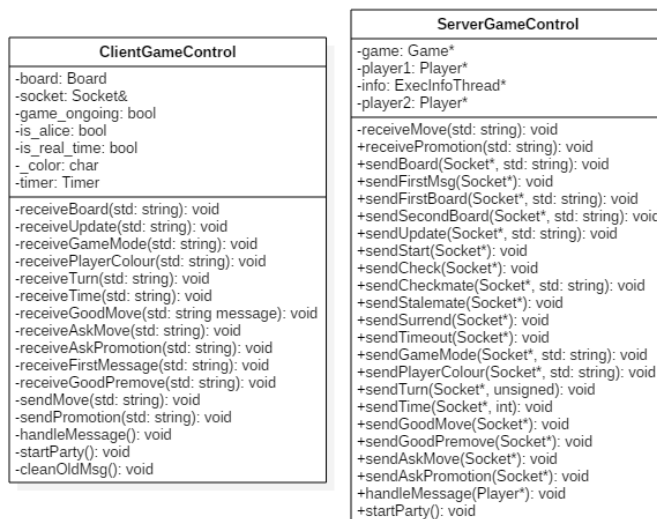 ClientGameControl
-board: Board
-socket: Socket&
-game_ongoing: bool
-is_alice: bool
-is_real_time: bool
-_color: char
-timer: Timer
-receiveBoard(std: string): void
-receiveUpdate(std: string): void
-receiveGameMode(std: string): void
-receivePlayerColour(std: string): void
-receiveTurn(std: string): void
-receiveTime(std: string): void
-receiveGoodMove(std: string message): void
-receiveAskMove(std: string): void
-receiveAskPromotion(std: string): void
-receiveFirstMessage(std: string): void
-receiveGoodPremove(std: string): void
-sendMove(std: string): void
-sendPromotion(std: string): void
-handleMessage(): void
-startParty(): void
-cleanOldMsg(): void
ServerGameControl
-game: Game*
-player1: Player*
-info: ExecInfoThread*
-player2: Player*
-receiveMove(std: string): void
+receivePromotion(std: string): void
+sendBoard(Socket*, std: string): void
+sendFirstMsg(Socket*): void
+sendFirstBoard(Socket*, std: string): void
+sendSecondBoard(Socket*, std: string): void
+sendUpdate(Socket*, std: string): void
+sendStart(Socket*): void
+sendCheck(Socket*): void
+sendCheckmate(Socket*, std: string): void
+sendStalemate(Socket*): void
+sendSurrend(Socket*): void
+sendTimeout(Socket*): void
+sendGameMode(Socket*, std: string): void
+sendPlayerColour(Socket*, std: string): void
+sendTurn(Socket*, unsigned): void
+sendTime(Socket*, int): void
+sendGoodMove(Socket*): void
+sendGoodPremove(Socket*): void
+sendAskMove(Socket*): void
+sendAskPromotion(Socket*): void
+handleMessage(Player*): void
+startParty(): void